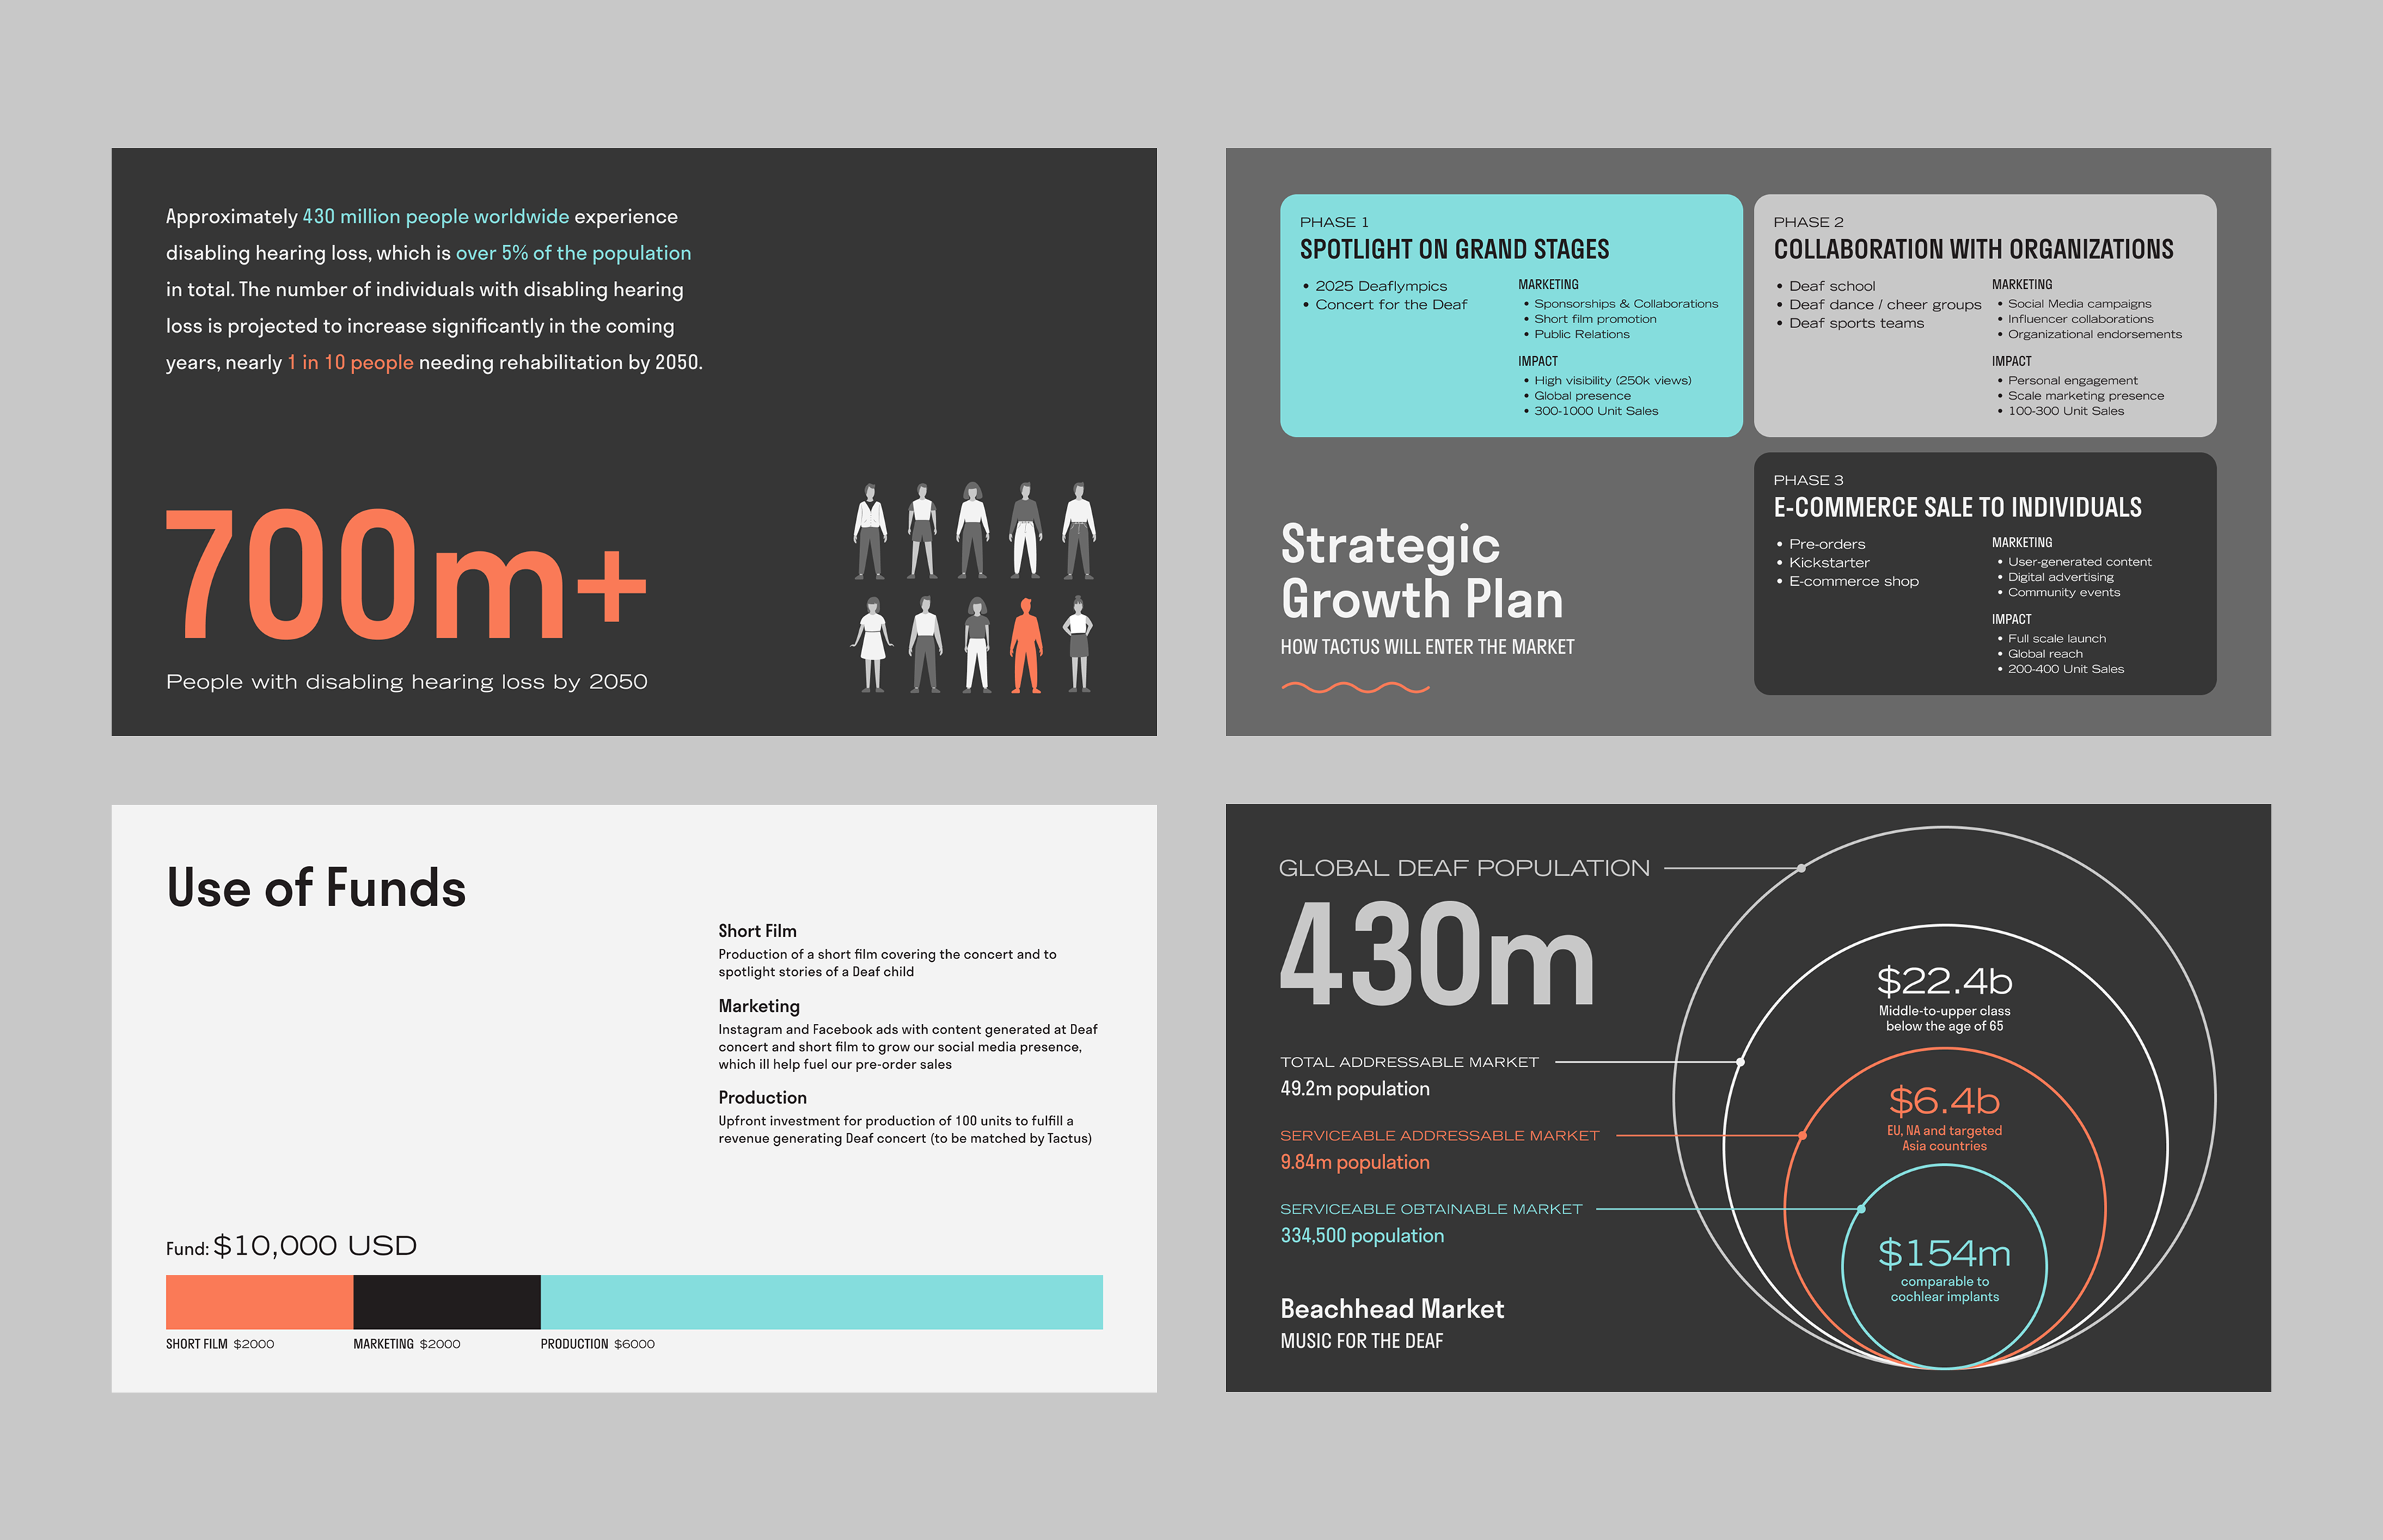 Approximately 430 million people worldwide experience
disabling hearing loss, which is over 5% of the population
in total. The number of individuals with disabling hearing
loss is projected to increase significantly in the coming
years, nearly 1 in 10 people needing rehabilitation by 2050.
700m+
People with disabling hearing loss by 2050
PHASE 1
SPOTLIGHT ON GRAND STAGES
• 2025 Deaflympics
• Concert for the Deaf
MARKETING
• Sponsorships & Collaborations
• Short film promotion
• Public Relations
IMPACT
• High visibility (250k views)
• Global presence
• 300-1000 Unit Sales
PHASE 2
COLLABORATION WITH ORGANIZATIONS
• Deaf school
• Deaf dance / cheer groups
• Deaf sports teams
MARKETING
• Social Media campaigns
• Influencer collaborations
• Organizational endorsements
IMPACT
• Personal engagement
• Scale marketing presence
• 100-300 Unit Sales
Strategic
Growth Plan
HOW TACTUS WILL ENTER THE MARKET
PHASE 3
E-COMMERCE SALE TO INDIVIDUALS
• Pre-orders
• Kickstarter
• E-commerce shop
MARKETING
• User-generated content
• Digital advertising
• Community events
IMPACT
• Full scale launch
• Global reach
• 200-400 Unit Sales
Use of Funds
Short Film
Production of a short film covering the concert and to
spotlight stories of a Deaf child
Marketing
Instagram and Facebook ads with content generated at Deaf
concert and short film to grow our social media presence,
which ill help fuel our pre-order sales
Production
Upfront investment for production of 100 units to fulfill a
revenue generating Deaf concert (to be matched by Tactus)
Fund: $10,000 USD
SHORT FILM $2000
MARKETING $2000
PRODUCTION $6000
GLOBAL DEAF POPULATION
430m
TOTAL ADDRESSABLE MARKET
49.2m population
SERVICEABLE ADDRESSABLE MARKET
9.84m population
SERVICEABLE OBTAINABLE MARKET
334,500 population
Beachhead Market
MUSIC FOR THE DEAF
$22.4b
Middle-to-upper class
below the age of 65
$6.4b
EU, NA and targeted
Asia countries
$154m
comparable to
cochlear implants